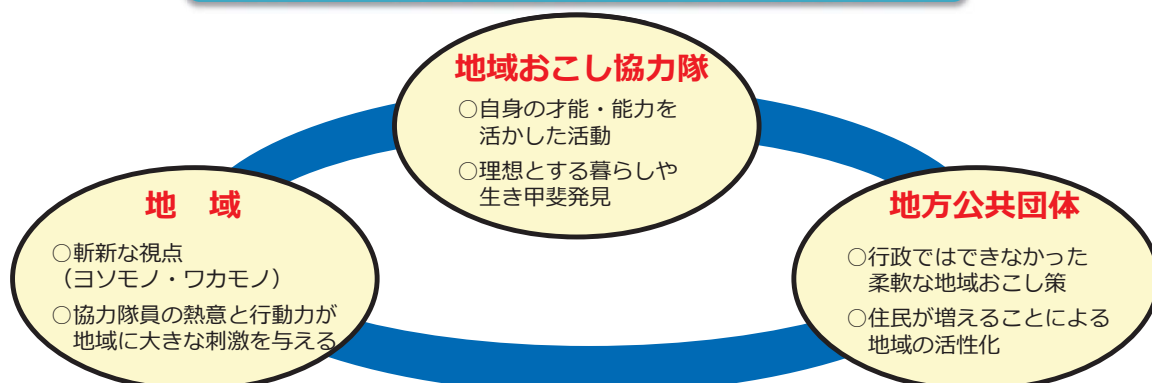 地域おこし協力隊
○自身の才能・能力を
活かした活動
○理想とする暮らしや
生き甲斐発見
地　域
○斬新な視点
（ヨソモノ・ワカモノ）
○協力隊員の熱意と行動力が
地域に大きな刺激を与える
地方公共団体
○行政ではできなかった
柔軟な地域おこし策
○住民が増えることによる
地域の活性化